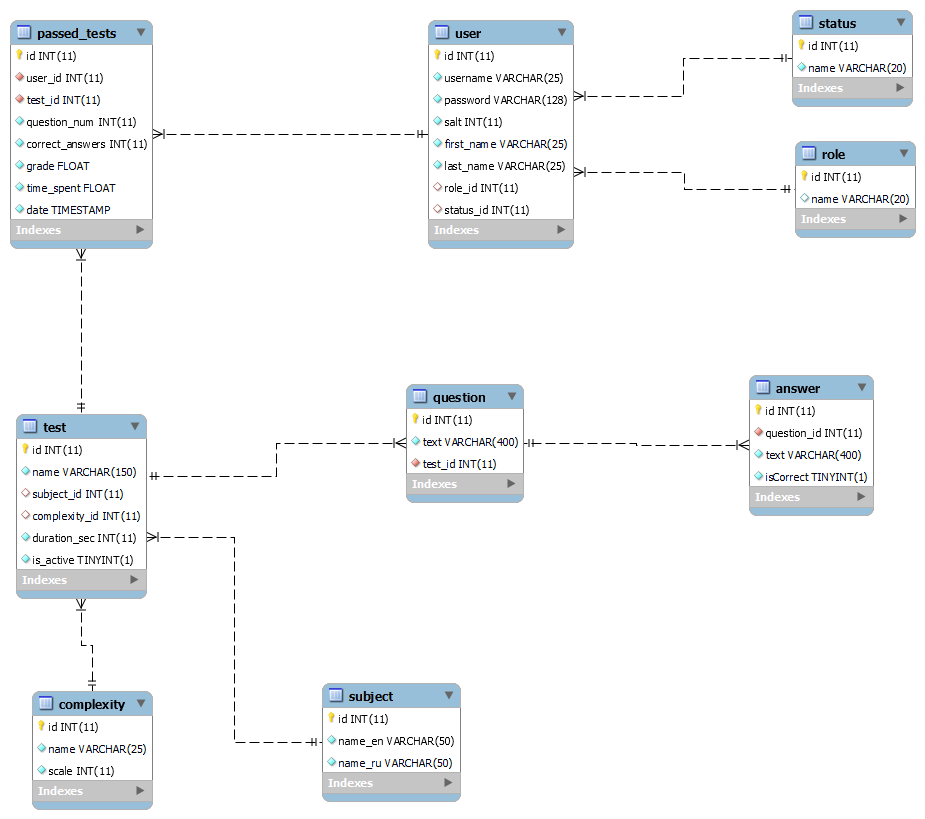 passed_tests
id INT(11)
user_id INT(11)
test_id INT(11)
question_num INT(11)
correct_answers INT(11)
grade FLOAT
time_spent FLOAT
date TIMESTAMP
Indexes
user
id INT(11)
username VARCHAR(25)
password VARCHAR(128)
salt INT(11)
first_name VARCHAR(25)
last_name VARCHAR(25)
role_id INT(11)
status_id INT(11)
Indexes
status
id INT(11)
name VARCHAR(20)
Indexes
role
id INT(11)
name VARCHAR(20)
Indexes
test
id INT(11)
name VARCHAR(150)
subject_id INT(11)
complexity_id INT(11)
duration_sec INT(11)
is_active TINYINT(1)
Indexes
question
id INT(11)
text VARCHAR(400)
test_id INT(11)
Indexes
answer
id INT(11)
question_id INT(11)
text VARCHAR(400)
isCorrect TINYINT(1)
Indexes
complexity
id INT(11)
name VARCHAR(25)
scale INT(11)
Indexes
subject
id INT(11)
name_en VARCHAR(50)
name_ru VARCHAR(50)
Indexes